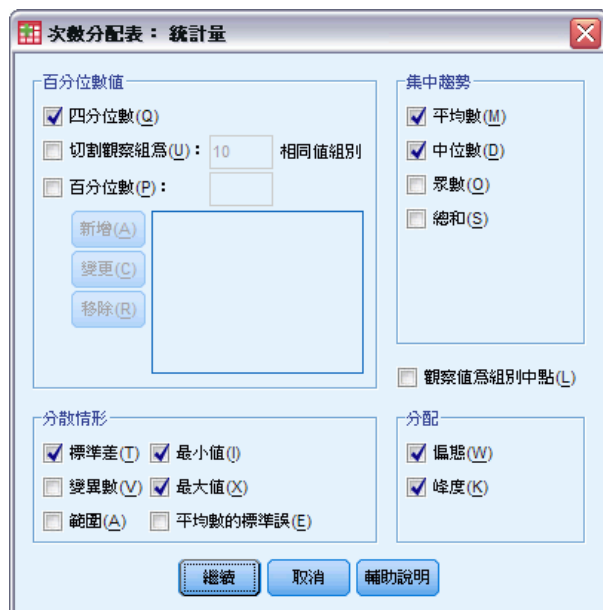 次數分配表： 統計量
百分位數值
四分位數(Q)
切割觀察組為(U)： 10 相同值組別
百分位數(P)：
新增(A)
變更(C)
移除(R)
集中趨勢
平均數(M)
中位數(D)
眾數(O)
總和(S)
觀察值為組別中點(L)
分散情形
標準差(T) 最小值(I)
變異數(V) 最大值(X)
範圍(A) 平均數的標準誤(E)
分配
偏態(W)
峰度(K)
繼續 取消 輔助說明